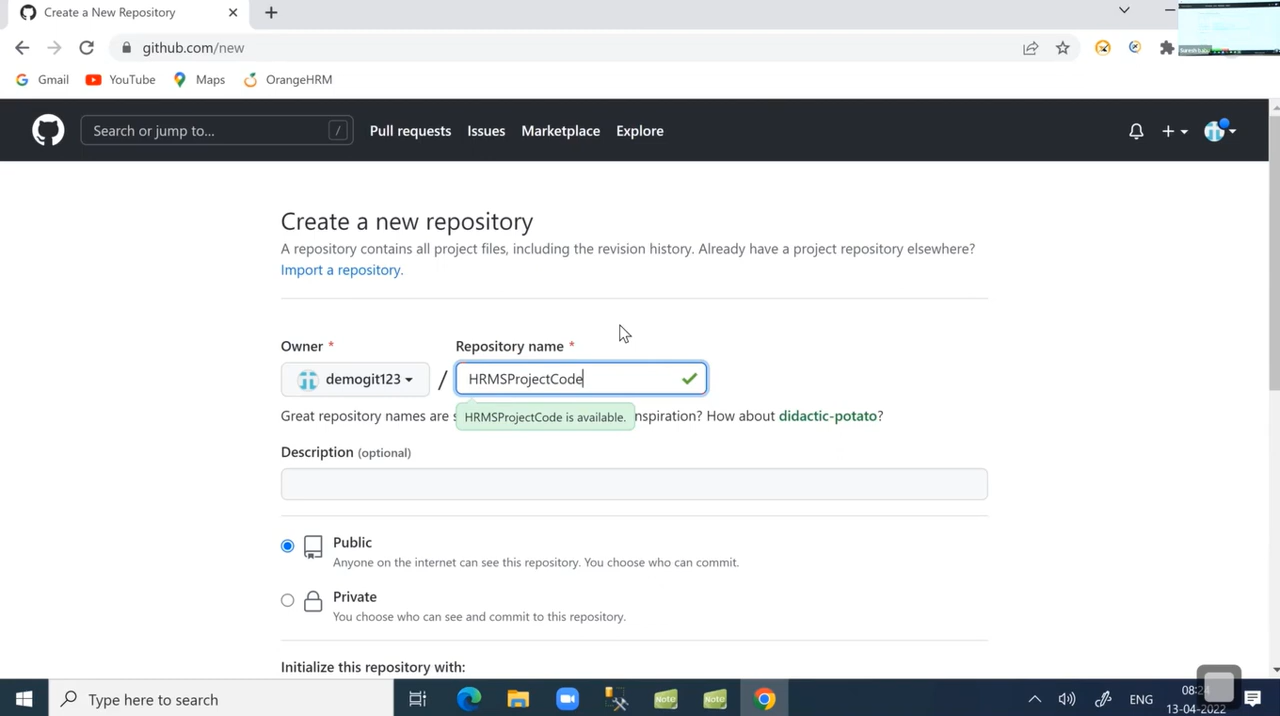 Create a New Repository
github.com/new
Gmail YouTube Maps OrangeHRM
Search or jump to... / Pull requests Issues Marketplace Explore
Create a new repository
A repository contains all project files, including the revision history. Already have a project repository elsewhere?
Import a repository.
Owner * Repository name *
demogit123 / HRMSProjectCode
Great repository names are HRMSProjectCode is available. nspiration? How about didactic-potato?
Description (optional)
Public
Anyone on the internet can see this repository. You choose who can commit.
Private
You choose who can see and commit to this repository.
Initialize this repository with:
Type here to search
Note Note
ENG
13-04-2022